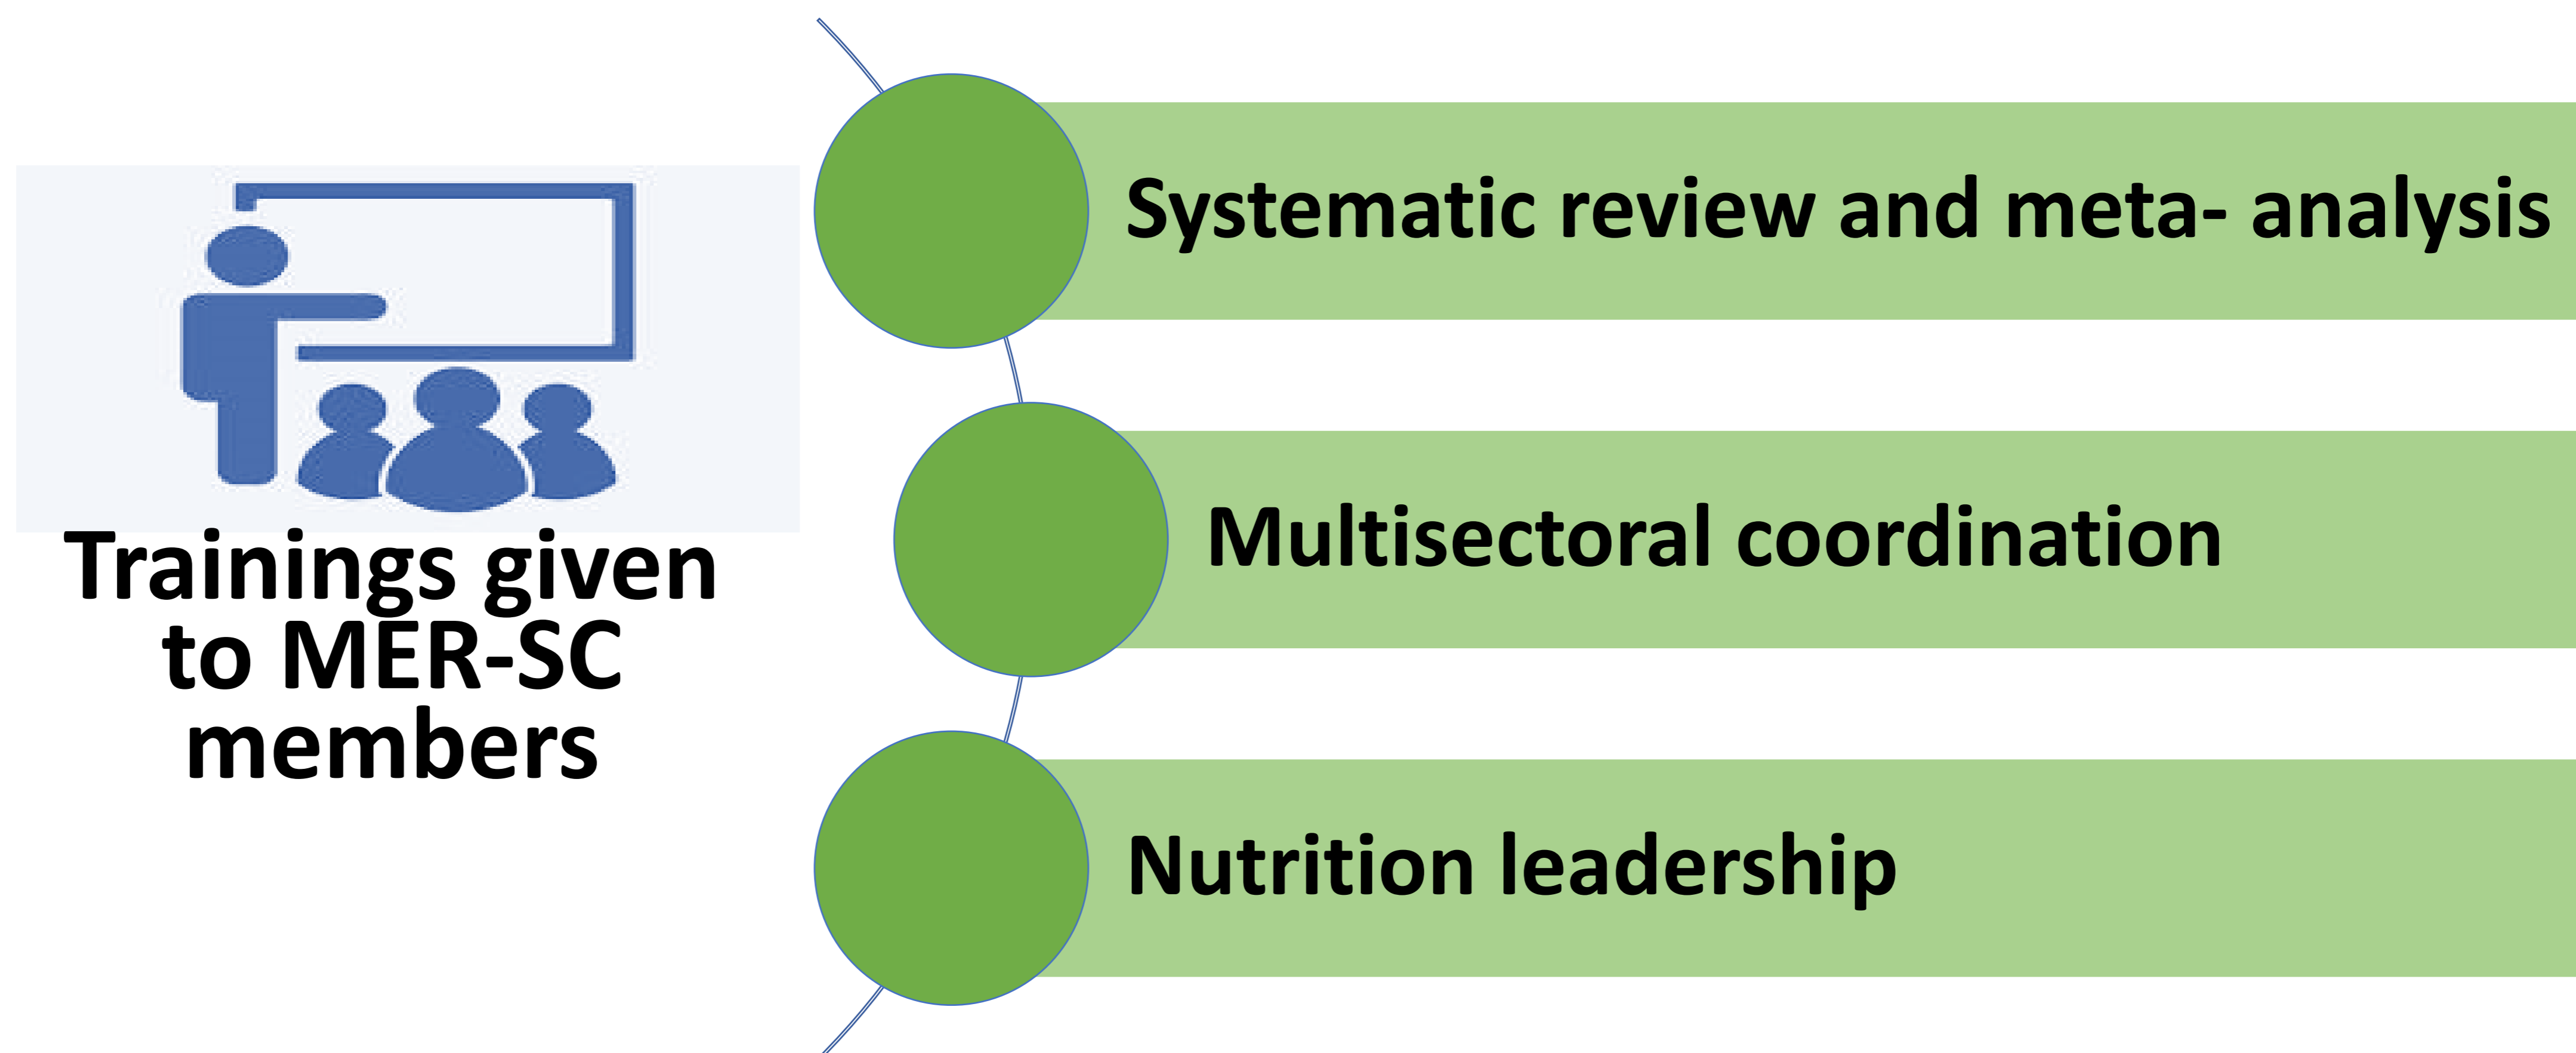 Trainings given
to MER-SC
members
Systematic review and meta- analysis
Multisectoral coordination
Nutrition leadership